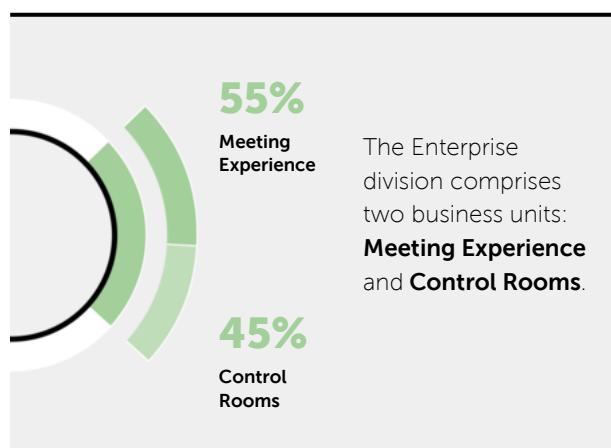 55%
Meeting
Experience
The Enterprise
division comprises
two business units:
Meeting Experience
and Control Rooms.
45%
Control
Rooms